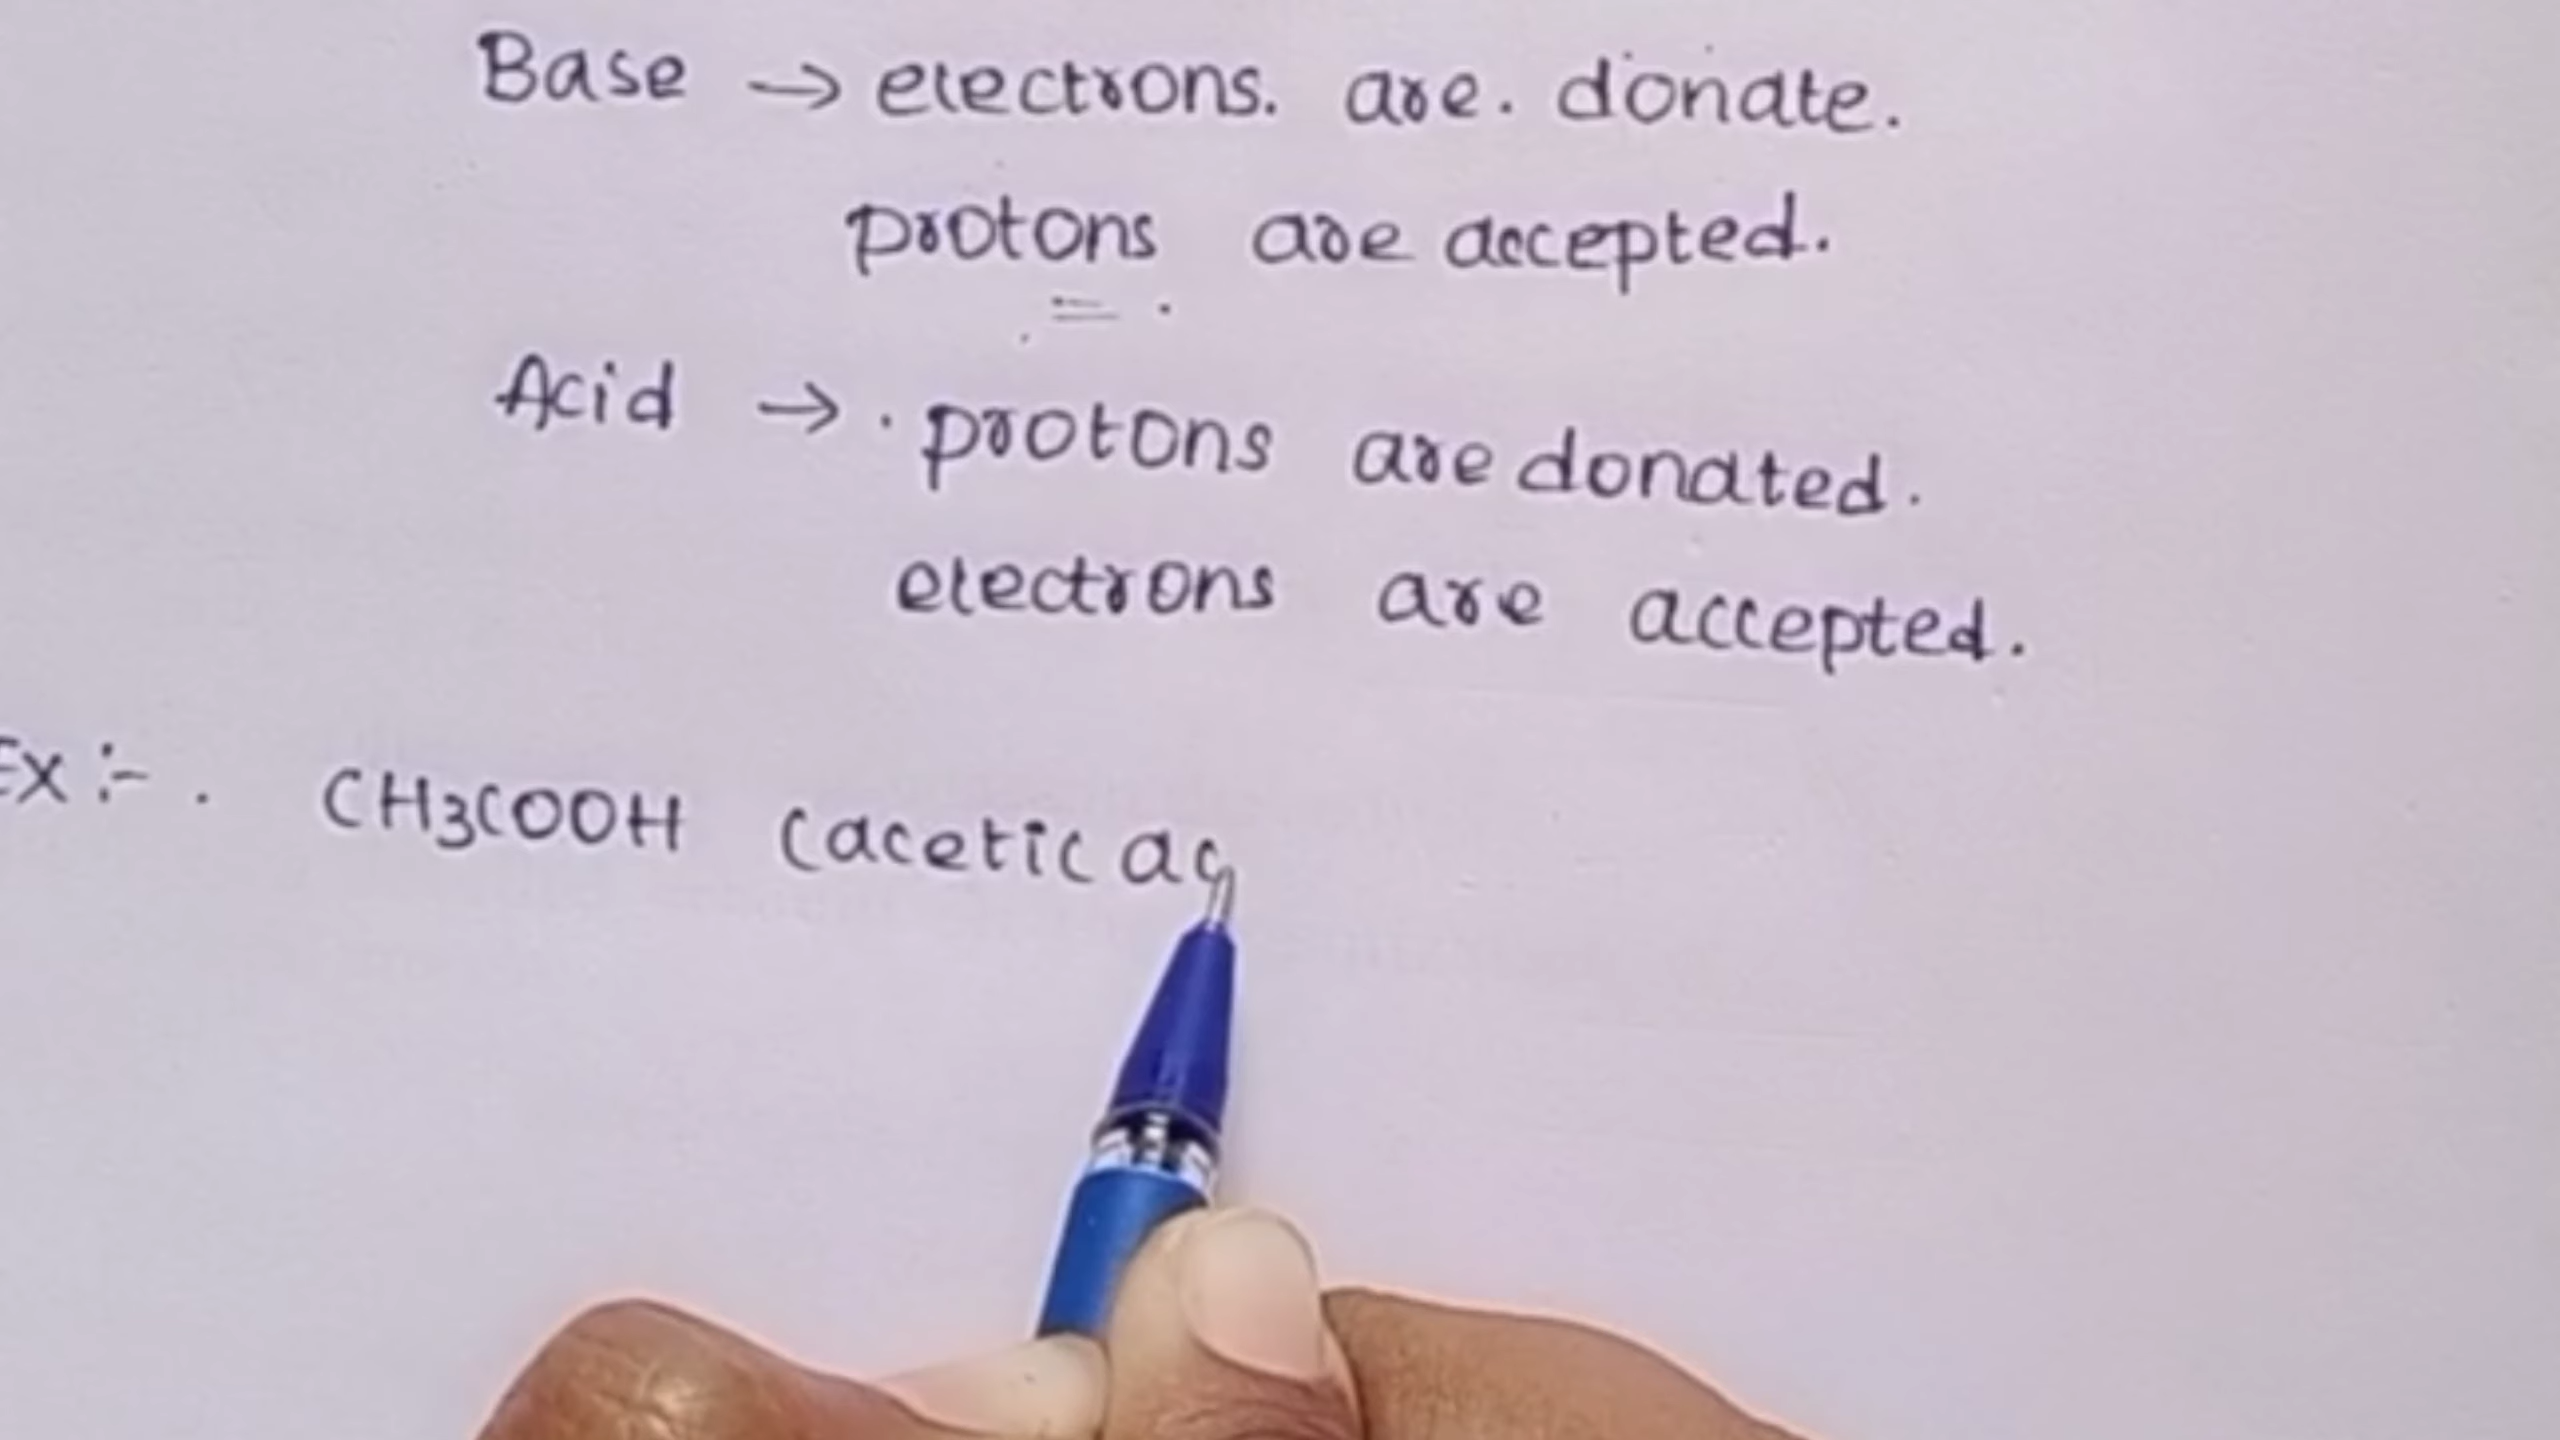 Base → electrons. are. donate.
protons are accepted.
Acid → . protons are donated.
electrons are accepted.
Ex :- . CH3COOH (acetic ac